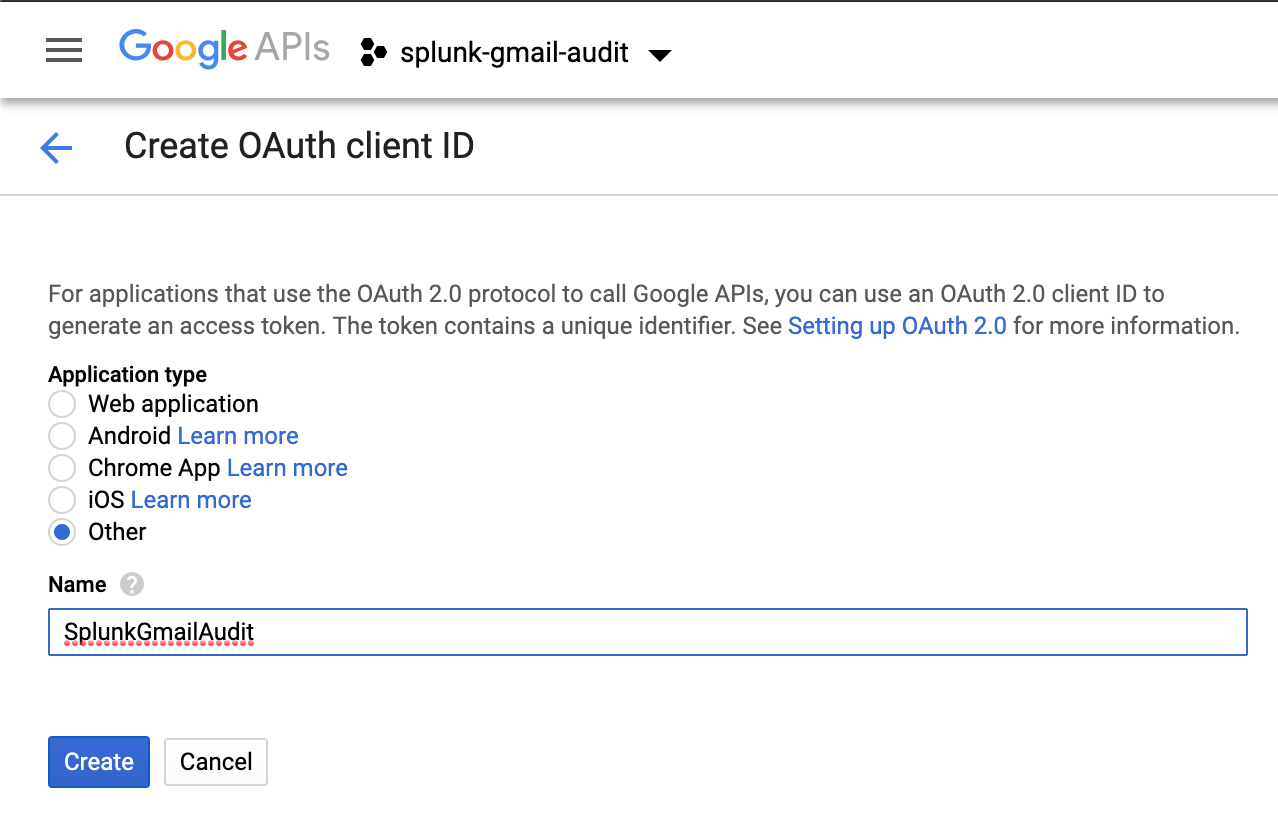 Google APIs splunk-gmail-audit
Create OAuth client ID
For applications that use the OAuth 2.0 protocol to call Google APIs, you can use an OAuth 2.0 client ID to
generate an access token. The token contains a unique identifier. See Setting up OAuth 2.0 for more information.
Application type
Web application
Android Learn more
Chrome App Learn more
iOS Learn more
Other
Name ?
SplunkGmailAudit
Create Cancel